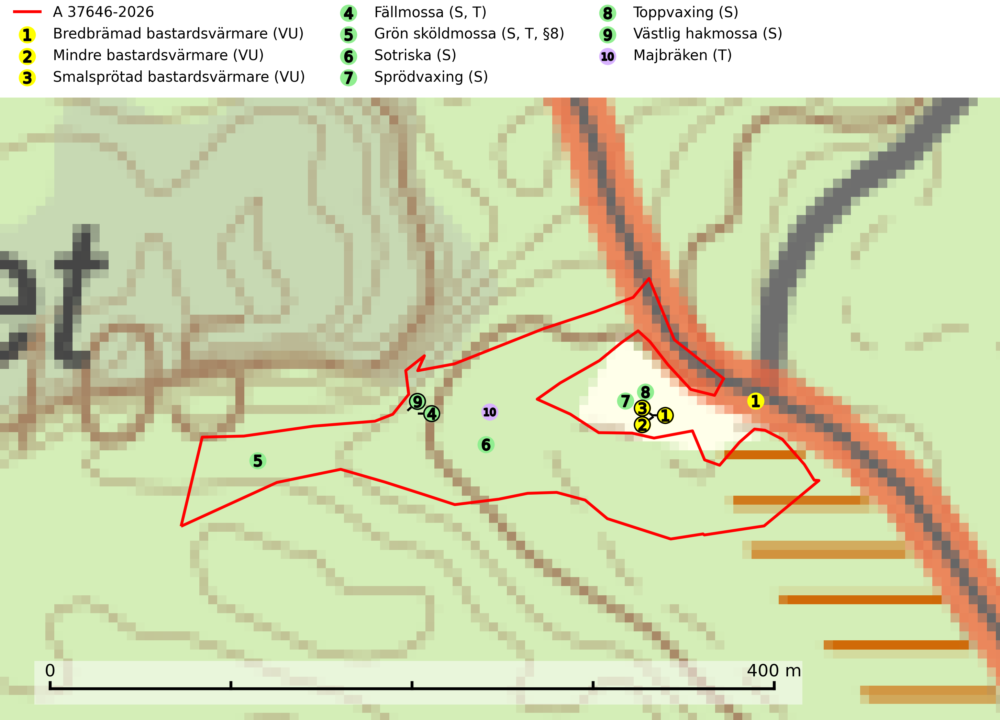 A 37646-2026
1 Bredbrämad bastardsvärmare (VU)
2 Mindre bastardsvärmare (VU)
3 Smalsprötad bastardsvärmare (VU)
4 Fällmossa (S, T)
5 Grön sköldmossa (S, T, §8)
6 Sotriska (S)
7 Sprödvaxing (S)
8 Toppvaxing (S)
9 Västlig hakmossa (S)
10 Majbräken (T)
t
8
7
3
1
1
2
9
4
10
6
5
0
400 m